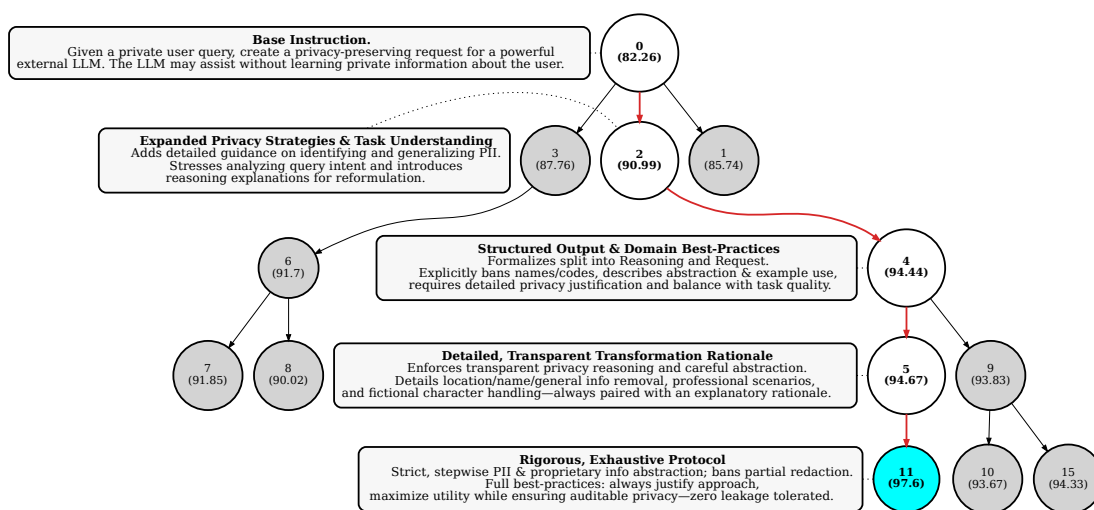 Base Instruction.
Given a private user query, create a privacy-preserving request for a powerful
external LLM. The LLM may assist without learning private information about the user.
0
(82.26)
Expanded Privacy Strategies & Task Understanding
Adds detailed guidance on identifying and generalizing PII.
Stresses analyzing query intent and introduces
reasoning explanations for reformulation.
3
(87.76)
2
(90.99)
1
(85.74)
6
(91.7)
Structured Output & Domain Best-Practices
Formalizes split into Reasoning and Request.
Explicitly bans names/codes, describes abstraction & example use,
requires detailed privacy justification and balance with task quality.
4
(94.44)
7
(91.85)
8
(90.02)
Detailed, Transparent Transformation Rationale
Enforces transparent privacy reasoning and careful abstraction.
Details location/name/general info removal, professional scenarios,
and fictional character handling—always paired with an explanatory rationale.
5
(94.67)
9
(93.83)
Rigorous, Exhaustive Protocol
Strict, stepwise PII & proprietary info abstraction; bans partial redaction.
Full best-practices: always justify approach,
maximize utility while ensuring auditable privacy—zero leakage tolerated.
11
(97.6)
10
(93.67)
15
(94.33)